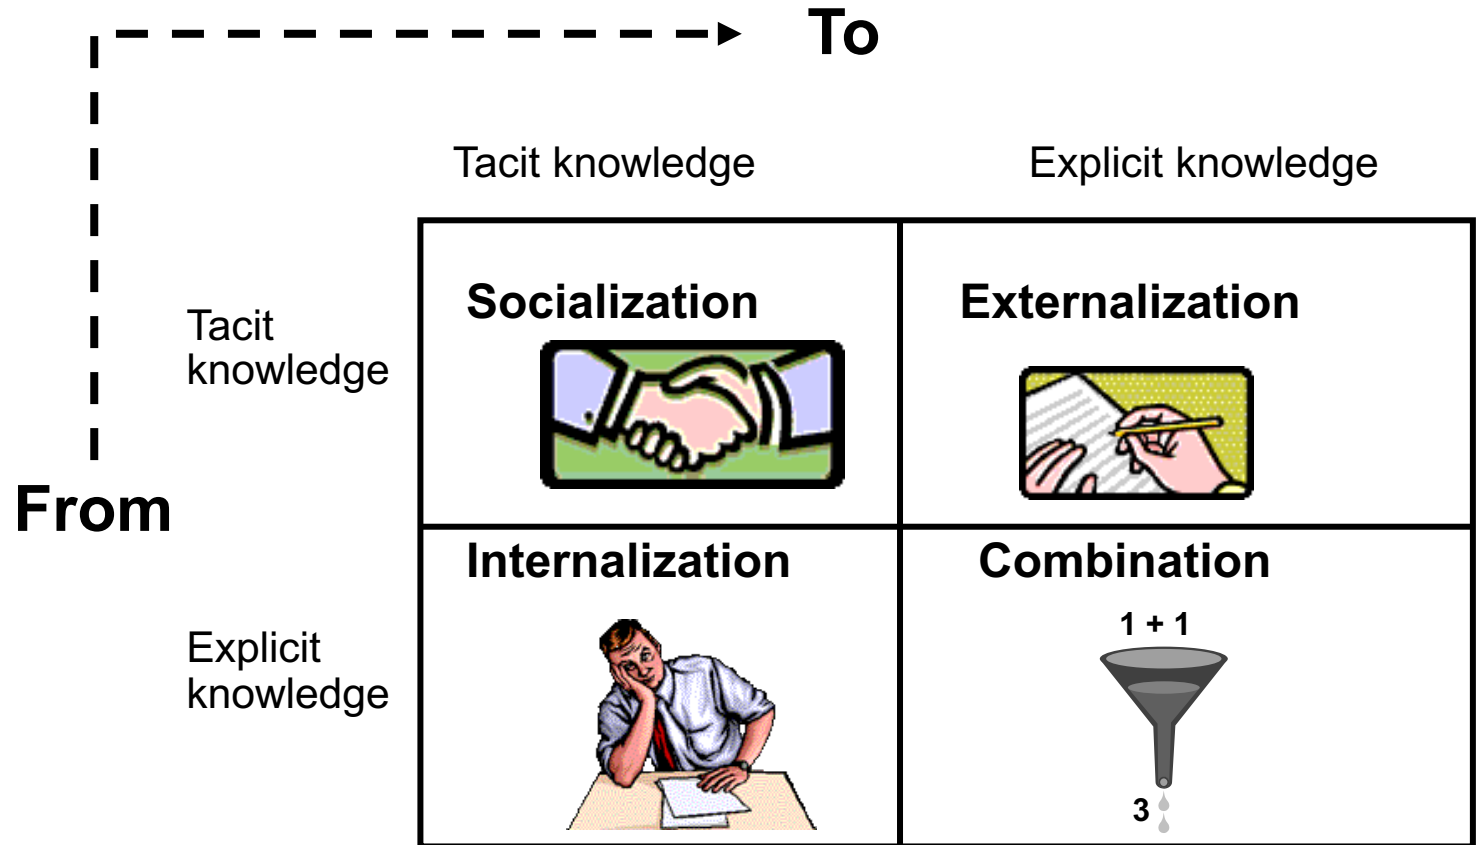 To
Tacit knowledge
Explicit knowledge
Socialization
Externalization
Tacit
knowledge
From
Internalization
Combination
1 + 1
Explicit
knowledge
3